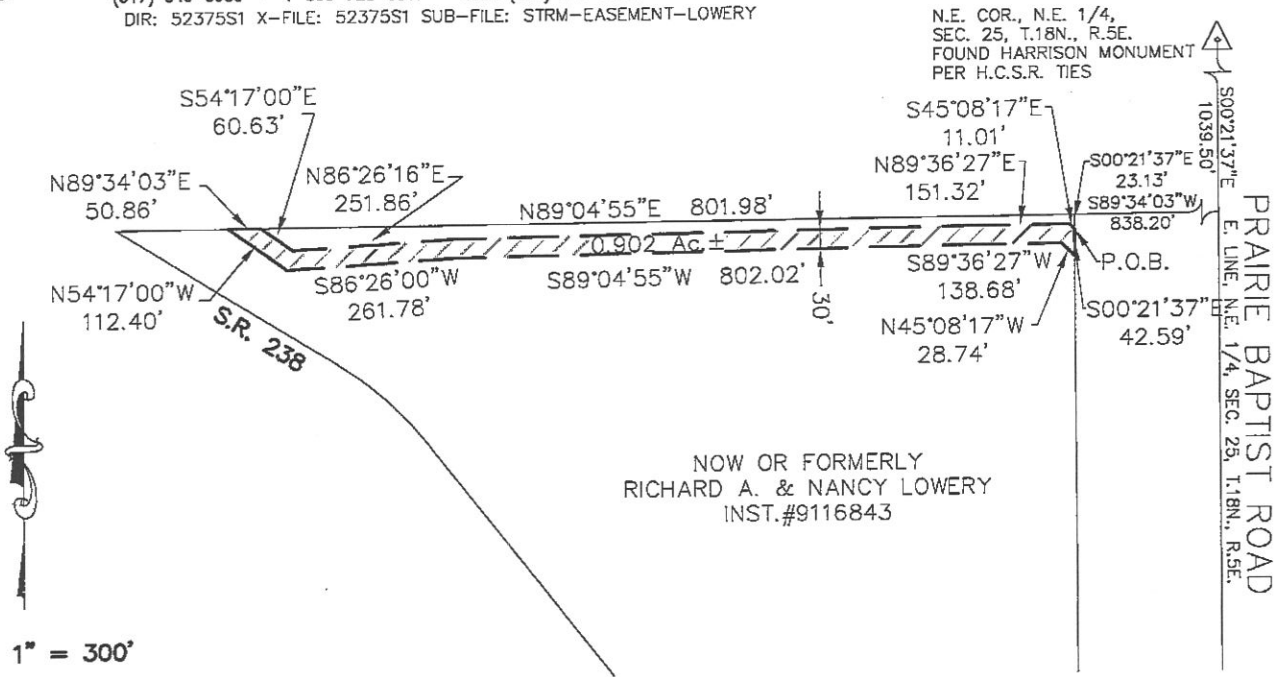 DIR: 52375S1 X-FILE: 52375S1 SUB-FILE: STRM-EASEMENT-LOWERY
N.E. COR., N.E. 1/4,
SEC. 25, T.18N., R.5E.
FOUND HARRISON MONUMENT
PER H.C.S.R. TIES
S00°21'37"E
1039.50'
S54°17'00"E
60.63'
S45°08'17"E
11.01'
N89°34'03"E
50.86'
N86°26'16"E
251.86'
N89°04'55"E 801.98'
N89°36'27"E
151.32'
S00°21'37"E
23.13'
S89°34'03"W
838.20'
0.902 Ac.±
N54°17'00"W
112.40'
S86°26'00"W
261.78'
S89°04'55"W 802.02'
30'
S89°36'27"W
138.68'
P.O.B.
N45°08'17"W
28.74'
S00°21'37"E
42.59'
S.R. 238
PRAIRIE BAPTIST ROAD
E. LINE, N.E. 1/4, SEC. 25, T.18N., R.5E.
NOW OR FORMERLY
RICHARD A. & NANCY LOWERY
INST.#9116843
1" = 300'